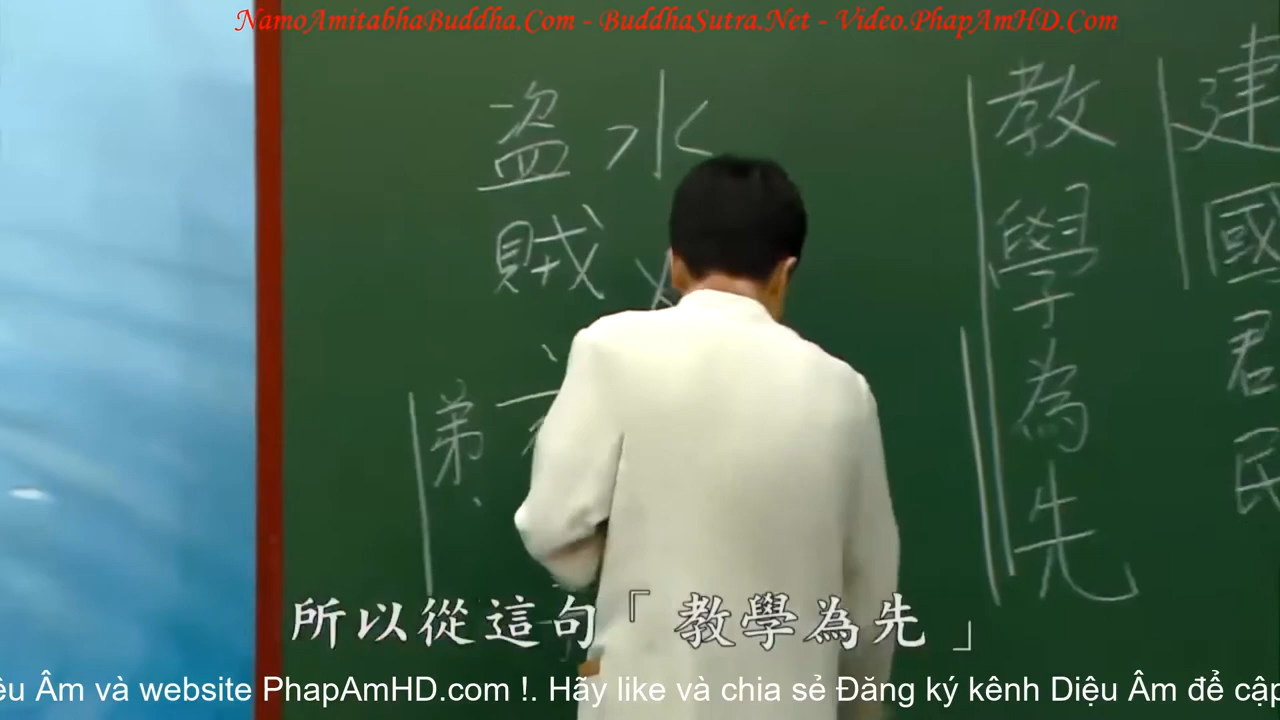 NamoAmitabhaBuddha.Com - BuddhaSutra.Net - Video.PhapAmHD.Com
建國君民
教學為先
水
盜賊
弟
所以從這句「教學為先」
Âm và website PhapAmHD.com !. Hãy like và chia sẻ Đăng ký kênh Diệu Âm để cập